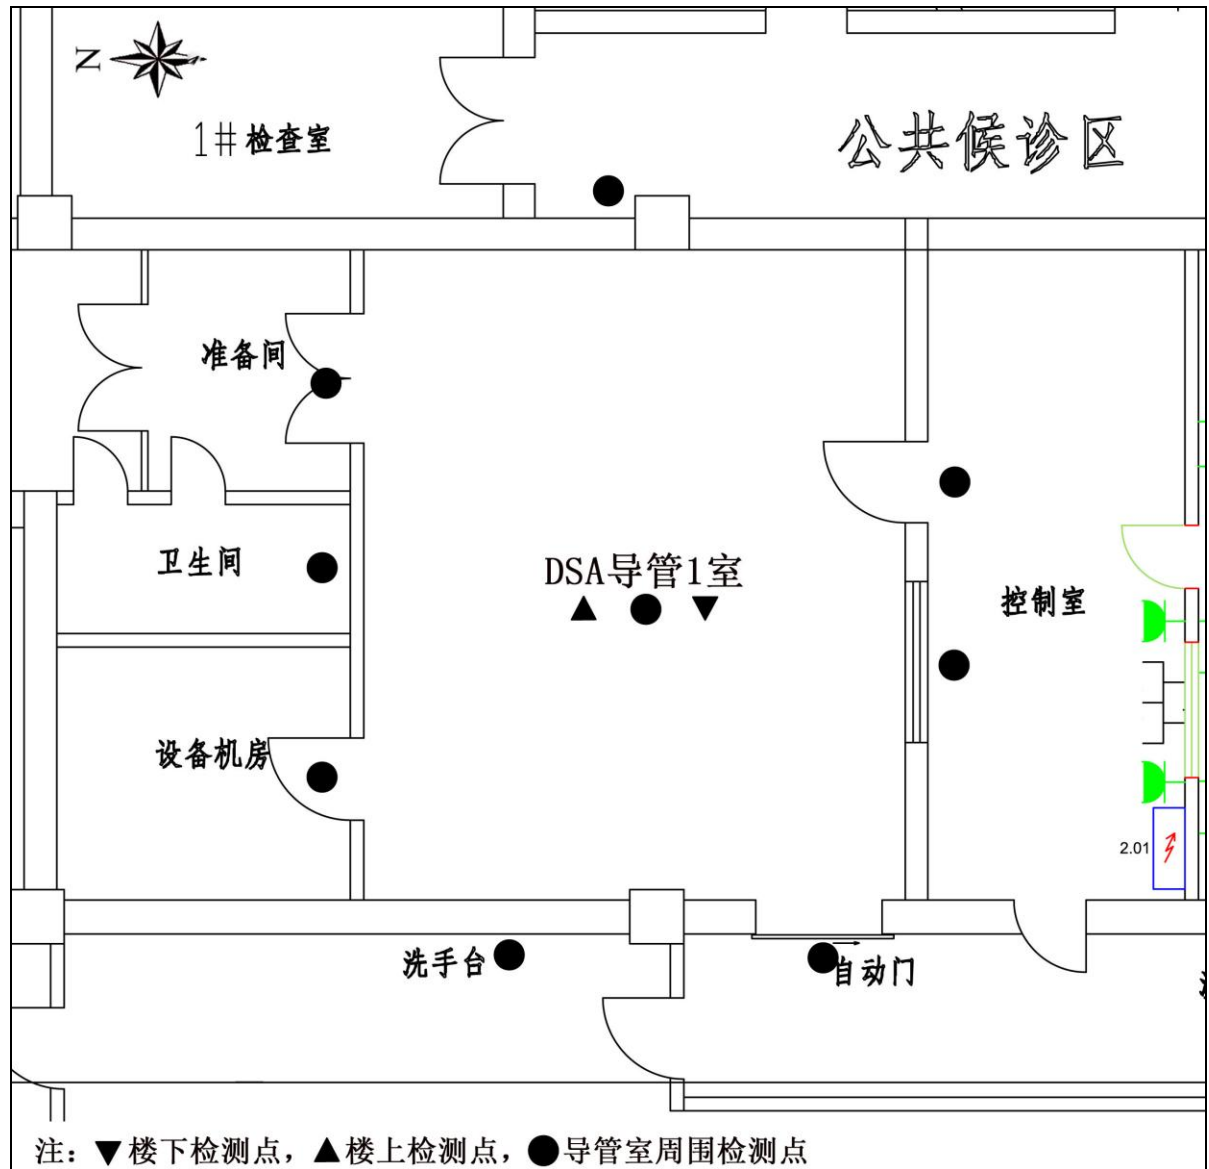 N
1#检查室
公共候诊区
准备间
卫生间
DSA导管1室
控制室
设备机房
2.01
洗手台
自动门
注：▼楼下检测点，▲楼上检测点，●导管室周围检测点